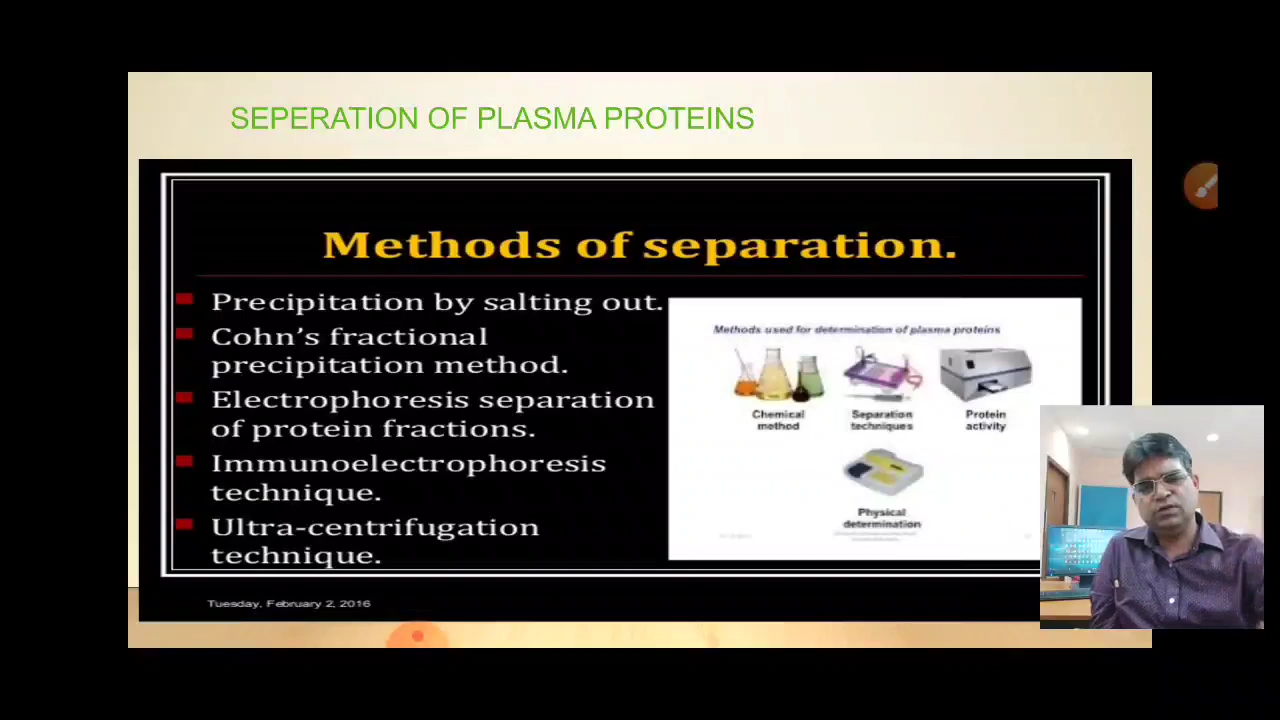 SEPERATION OF PLASMA PROTEINS
Methods of separation.
Precipitation by salting out.
Cohn's fractional
precipitation method.
Electrophoresis separation
of protein fractions.
Immunoelectrophoresis
technique.
Ultra-centrifugation
technique.
Methods used for determination of plasma proteins
Chemical
method
Separation
techniques
Protein
activity
Physical
determination
Tuesday, February 2, 2016